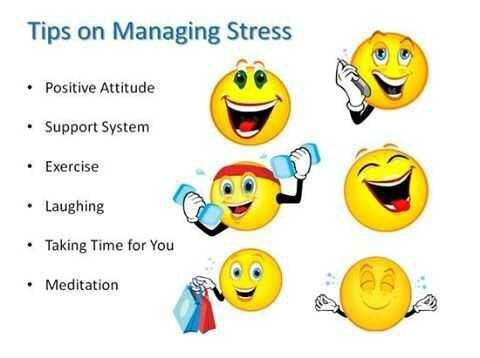 Tips on Managing Stress
• Positive Attitude
• Support System
• Exercise
• Laughing
• Taking Time for You
• Meditation